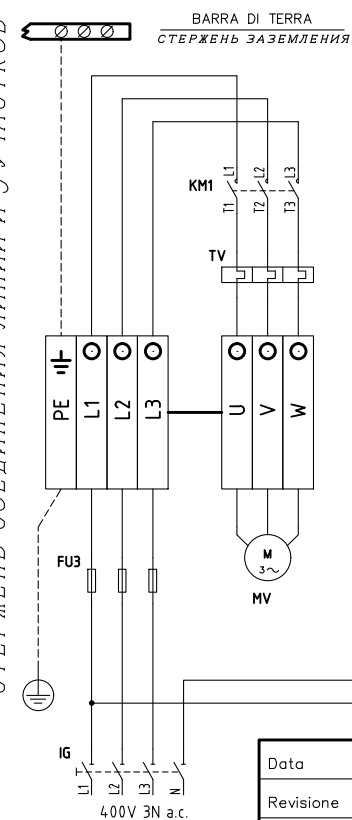 BARRA DI TERRA
СТЕРЖЕНЬ ЗАЗЕМЛЕНИЯ
L1 L2 L3
KM1
T1 T2 T3
TV
PE L1 L2 L3 U V W
FU3
M
3~
MV
IG
L1 L2 L3 N
400V 3N a.c.
Data
Revisione